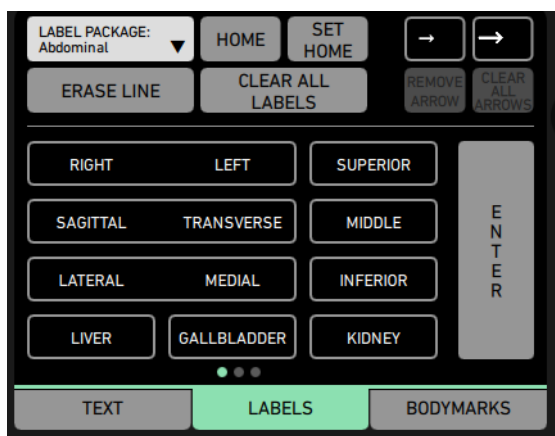 LABEL PACKAGE:
Abdominal
HOME
SET
HOME
ERASE LINE
CLEAR ALL
LABELS
REMOVE
ARROW
CLEAR
ALL
ARROWS
RIGHT LEFT
SUPERIOR
SAGITTAL TRANSVERSE
MIDDLE
LATERAL MEDIAL
INFERIOR
LIVER
GALLBLADDER
KIDNEY
E
N
T
E
R
TEXT
LABELS
BODYMARKS